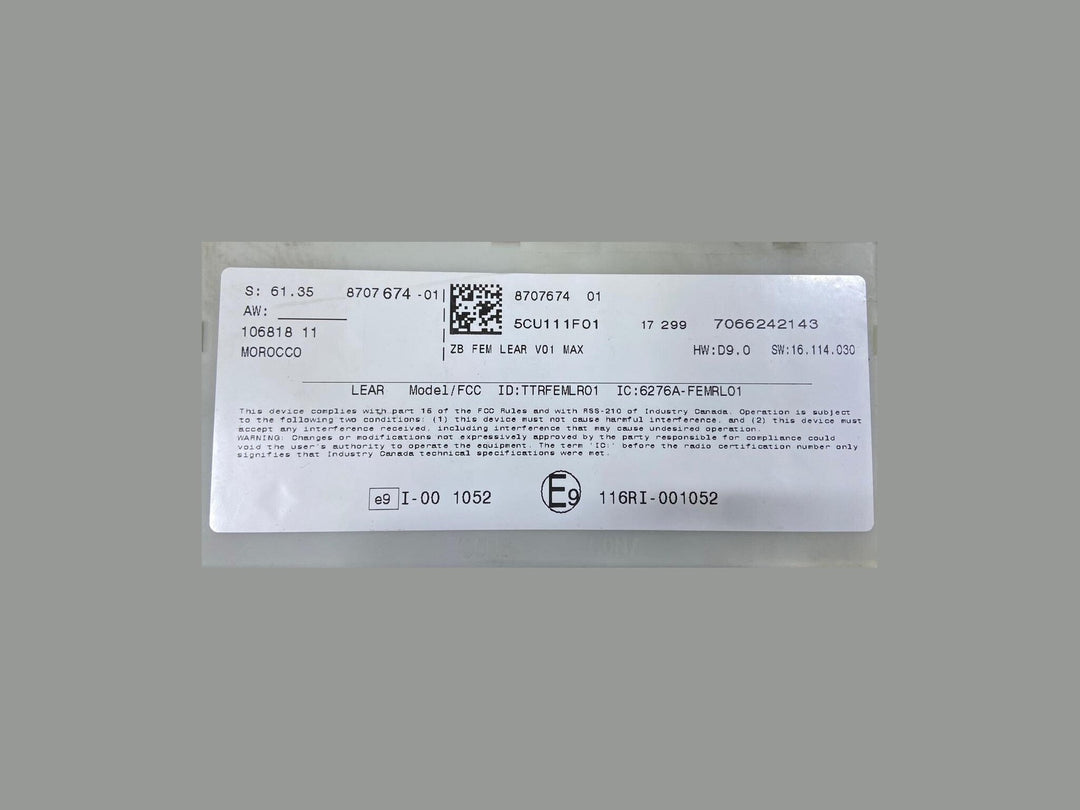 S: 61.35 8707 674 -01
AW:
106818 11
MOROCCO
8707674 01
5CU111F01 17 299 7066242143
ZB FEM LEAR V01 MAX HW:D9.0 SW:16.114.030
LEAR Model/FCC ID:TTRFEMLR01 IC:6276A-FEMRL01
This device complies with part 15 of the FCC Rules and with RSS-210 of Industry Canada. Operation is subject
to the following two conditions: (1) this device must not cause harmful interference, and (2) this device must
accept any interference received, including interference that may cause undesired operation.
WARNING: Changes or modifications not expressively approved by the party responsible for compliance could
void the user's authority to operate the equipment. The term 'IC:' before the radio certification number only
signifies that Industry Canada technical specifications were met.
e9 I-00 1052 E9 116RI-001052